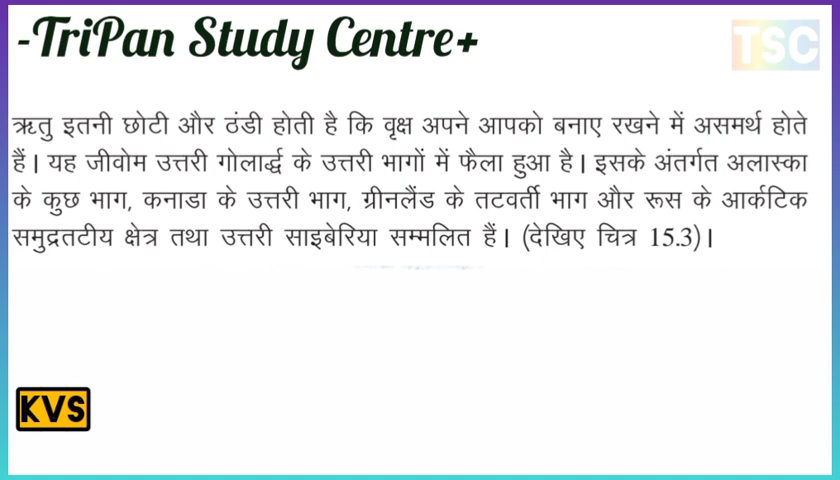 -TriPan Study Centre+
TSC
ऋतु इतनी छोटी और ठंडी होती है कि वृक्ष अपने आपको बनाए रखने में असमर्थ होते
हैं। यह जीवोम उत्तरी गोलार्द्ध के उत्तरी भागों में फैला हुआ है। इसके अंतर्गत अलास्का
के कुछ भाग, कनाडा के उत्तरी भाग, ग्रीनलैंड के तटवर्ती भाग और रूस के आर्कटिक
समुद्रतटीय क्षेत्र तथा उत्तरी साइबेरिया सम्मलित हैं। (देखिए चित्र 15.3)।
KVS